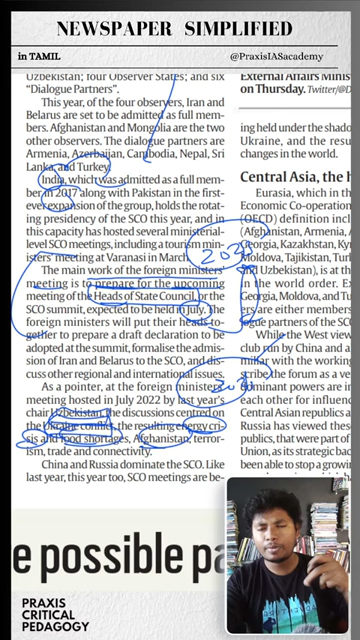 NEWSPAPER SIMPLIFIED
in TAMIL
@PraxisIASacademy
Uzbekistan; four Observer States; and six
"Dialogue Partners".
This year, of the four observers, Iran and
Belarus are set to be admitted as full mem-
bers. Afghanistan and Mongolia are the two
other observers. The dialogue partners are
Armenia, Azerbaijan, Cambodia, Nepal, Sri
Lanka, and Turkey.
India, which was admitted as a full mem-
ber in 2017 along with Pakistan in the first-
ever expansion of the group, holds the rotat-
ing presidency of the SCO this year, and in
this capacity has hosted several ministerial-
level SCO meetings, including a tourism min-
isters' meeting at Varanasi in March.
The main work of the foreign ministers'
meeting is to prepare for the upcoming
meeting of the Heads of State Council, or the
SCO summit, expected to be held in July. The
foreign ministers will put their heads to-
gether to prepare a draft declaration to be
adopted at the summit, formalise the admis-
sion of Iran and Belarus to the SCO, and dis-
cuss other regional and international issues.
As a pointer, at the foreign ministers
meeting hosted in July 2022 by last year's
chair Uzbekistan, the discussions centred on
the Ukraine conflict, the resulting energy cri-
sis and food shortages, Afghanistan, terror-
ism, trade and connectivity.
China and Russia dominate the SCO. Like
last year, this year too, SCO meetings are be-
External Affairs Minist
on Thursday. Twitter/@D
ing held under the shado
Ukraine, and the resu
changes in the world.
Central Asia, the h
Eurasia, which in th
Economic Co-operation
(OECD) definition incl
(Afghanistan, Armenia, A
Georgia, Kazakhstan, Kyr
Moldova, Tajikistan, Turk
and Uzbekistan), is at the
in the world order. Ex
Georgia, Moldova, and Tu
ers are either members
logue partners of the SCO
While the West view
club run by China and a
miliar with the working
scribe the forum as a ve
dominant powers are in
each other for influenc
Central Asian republics a
Russia has viewed these
publics, that were part of t
Union, as its strategic back
been able to stop a growing
e possible pa
PRAXIS
CRITICAL
PEDAGOGY